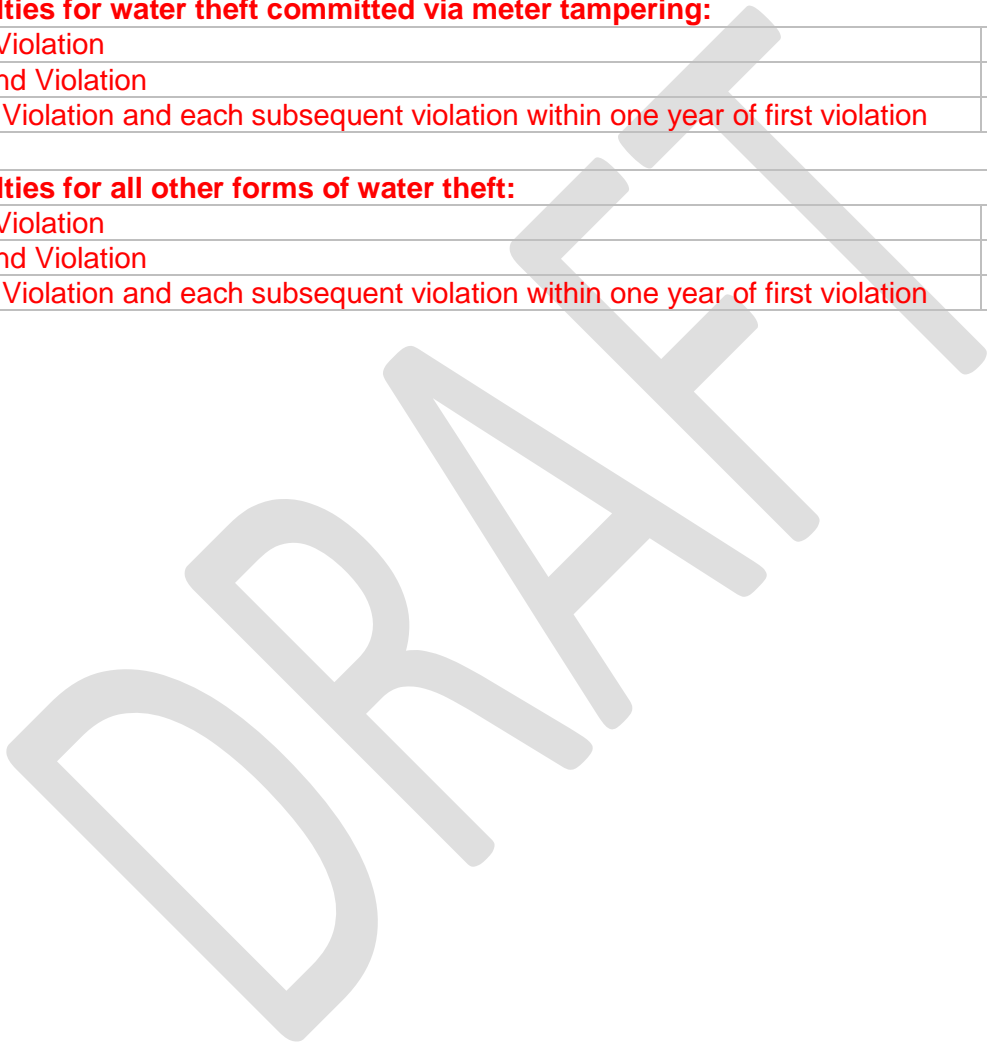 lties for water theft committed via meter tampering:
Violation
nd Violation
Violation and each subsequent violation within one year of first violation
lties for all other forms of water theft:
Violation
nd Violation
Violation and each subsequent violation within one year of first violation
DRAFT